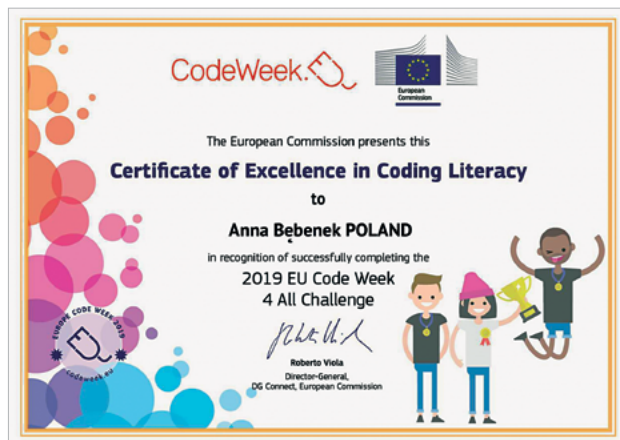 CodeWeek.EU
European
Commission
The European Commission presents this
Certificate of Excellence in Coding Literacy
to
Anna Bębenek POLAND
in recognition of successfully completing the
2019 EU Code Week
4 All Challenge
Roberto Viola
Director-General,
DG Connect, European Commission
EUROPE CODE WEEK 2019
codeweek.eu